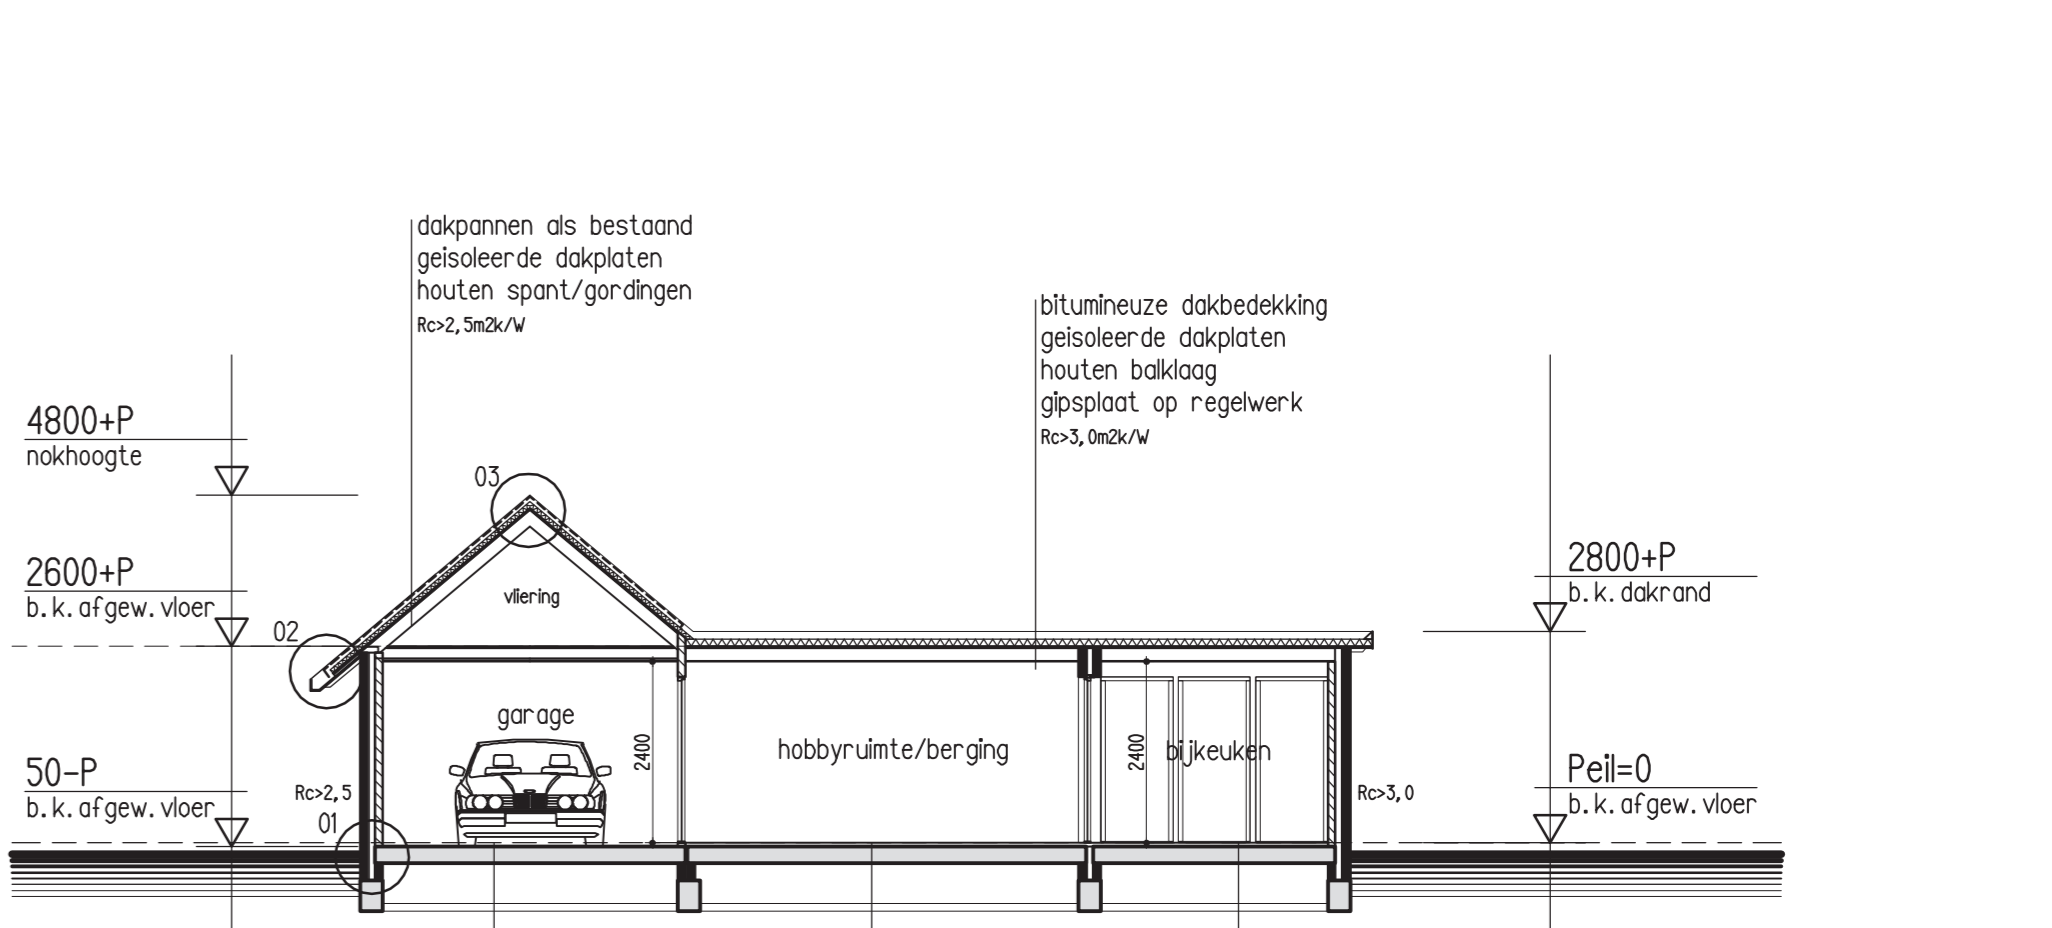 dakpannen als bestaand
geisoleerde dakplaten
houten spant/gordingen
Rc>2,5m2k/W
bitumineuze dakbedekking
geisoleerde dakplaten
houten balklaag
gipsplaat op regelwerk
Rc>3,0m2k/W
4800+P
nokhoogte
03
2600+P
b.k.afgew.vloer
02
vliering
2800+P
b.k.dakrand
garage
2400
hobbyruimte/berging
2400
bijkeuken
50-P
b.k.afgew.vloer
Rc>2,5
01
Rc>3,0
Peil=0
b.k.afgew.vloer